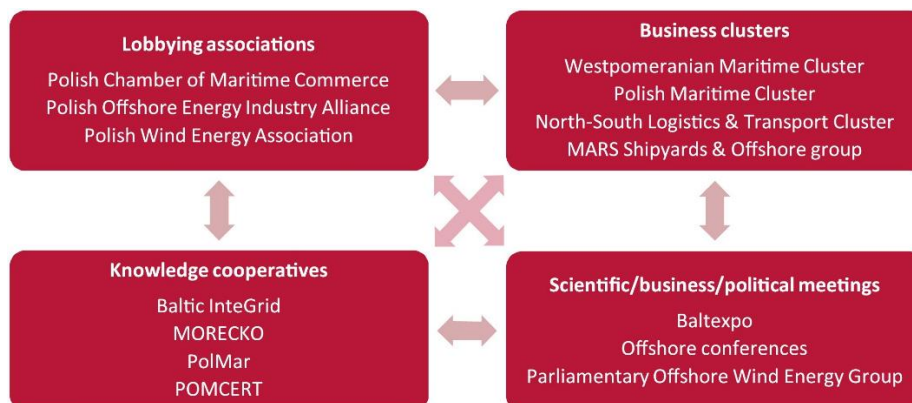 Lobbying associations
Polish Chamber of Maritime Commerce
Polish Offshore Energy Industry Alliance
Polish Wind Energy Association
Business clusters
Westpomeranian Maritime Cluster
Polish Maritime Cluster
North-South Logistics & Transport Cluster
MARS Shipyards & Offshore group
Knowledge cooperatives
Baltic InteGrid
MORECKO
PolMar
POMCERT
Scientific/business/political meetings
Baltexpo
Offshore conferences
Parliamentary Offshore Wind Energy Group